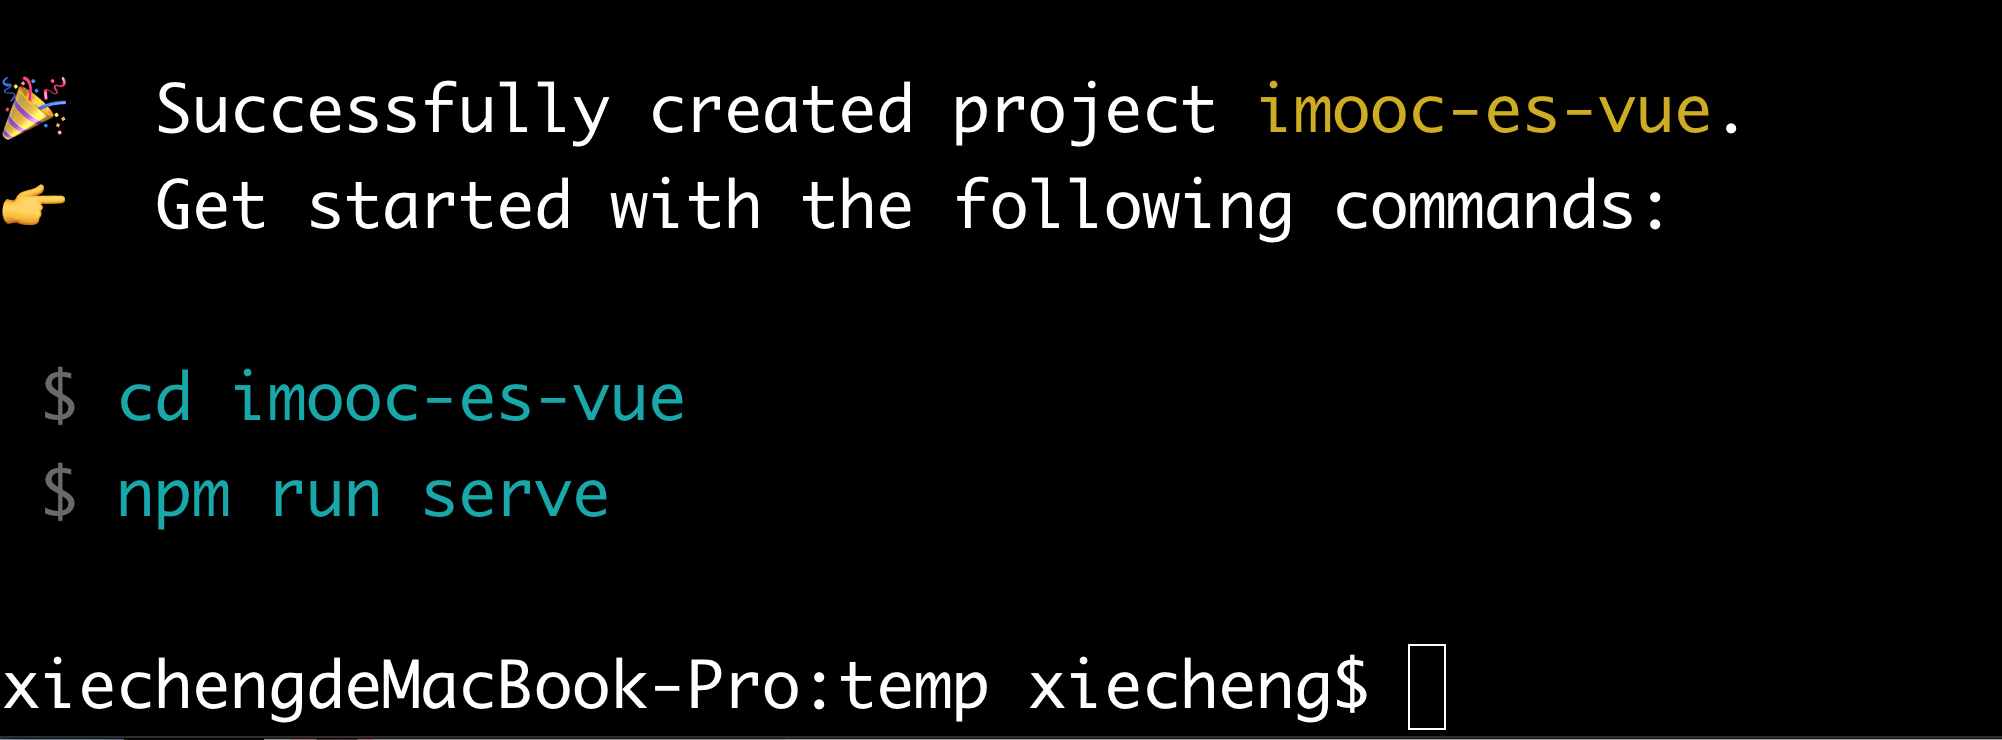 🎉  Successfully created project imooc-es-vue.
👉  Get started with the following commands:
$ cd imooc-es-vue
$ npm run serve
xiechengdeMacBook-Pro:temp xiecheng$